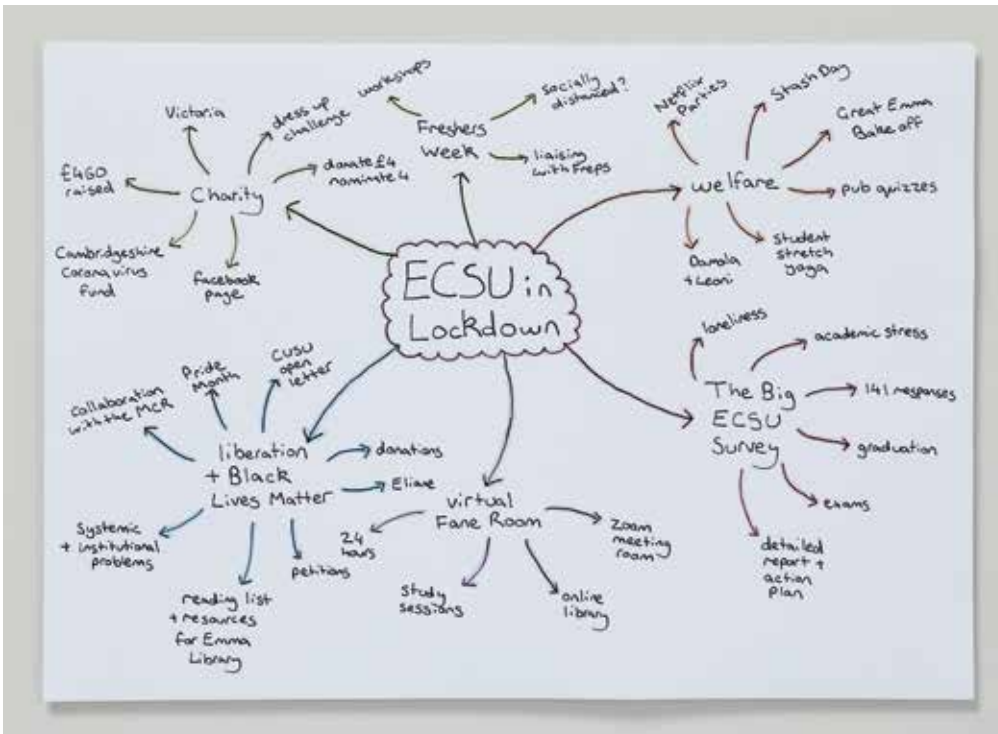 ECSU in
Lockdown
Charity
Victoria
dress up
challenge
donate £4
nominate 4
£460
raised
Cambridgeshire
Coronavirus
fund
facebook
page
Freshers
Week
workshops
socially
distanced?
liaising
with Freps
welfare
Netflix
Parties
Stash Day
Great Emma
Bake off
pub quizzes
student
stretch
yoga
Damola
+ Leoni
The Big
ECSU
Survey
loneliness
academic stress
141 responses
graduation
exams
detailed
report +
action
plan
virtual
Fane Room
24
hours
study
sessions
online
library
zoom
meeting
room
liberation
+ Black
Lives Matter
collaboration
with the MCR
Pride
Month
CUSU
open
letter
donations
Eliane
petitions
reading list
+ resources
for Emma
Library
Systemic
+ institutional
problems